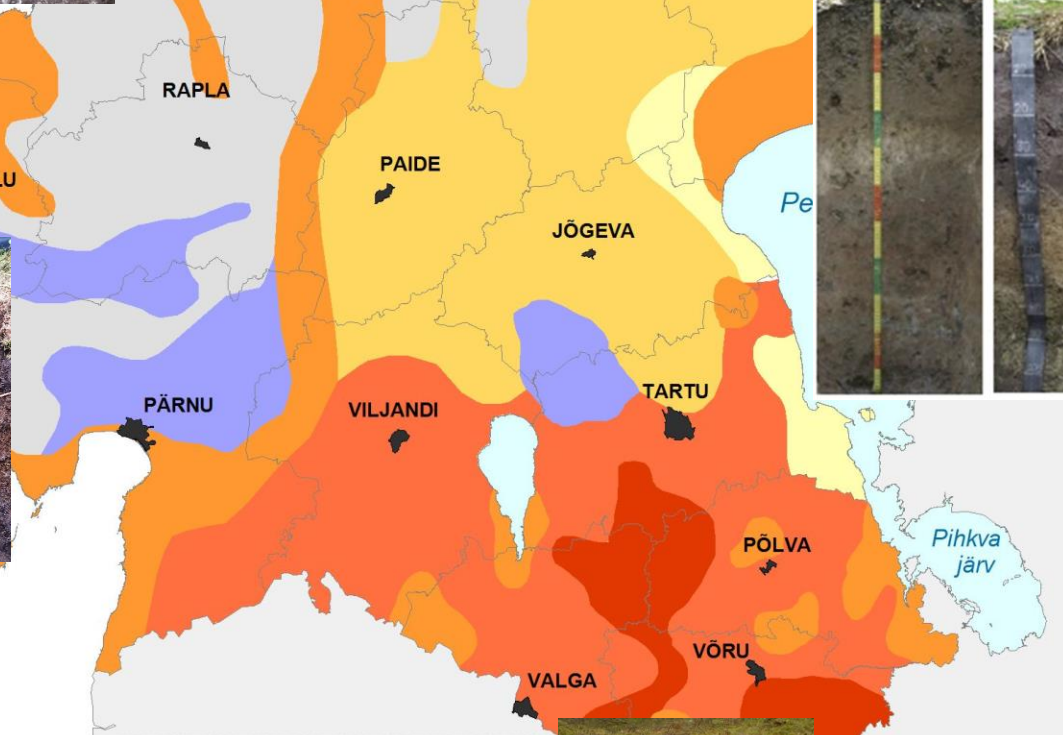 RAPLA
PAIDE
LU
JÕGEVA
Pe
PÄRNU
VILJANDI
TARTU
PÕLVA
Pihkva
järv
VÕRU
VALGA